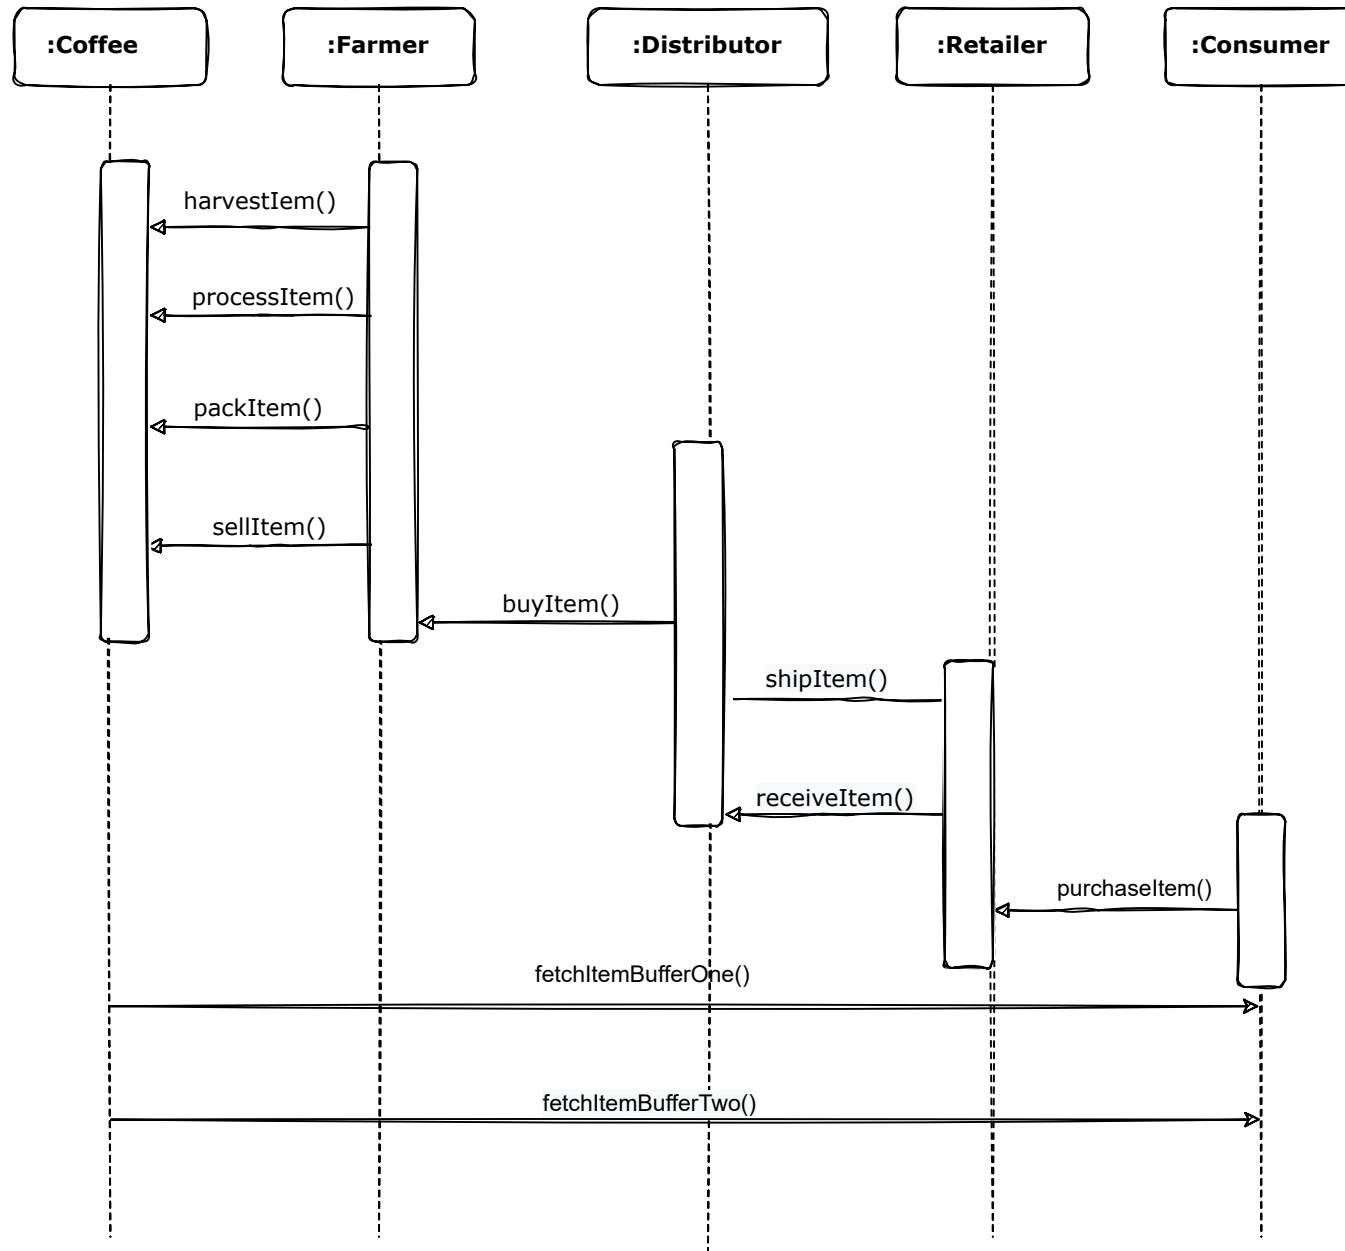 :Coffee
:Farmer
:Distributor
:Retailer
:Consumer
harvestIem()
processItem()
packItem()
sellItem()
buyItem()
shipItem()
receiveItem()
purchaseItem()
fetchItemBufferOne()
fetchItemBufferTwo()